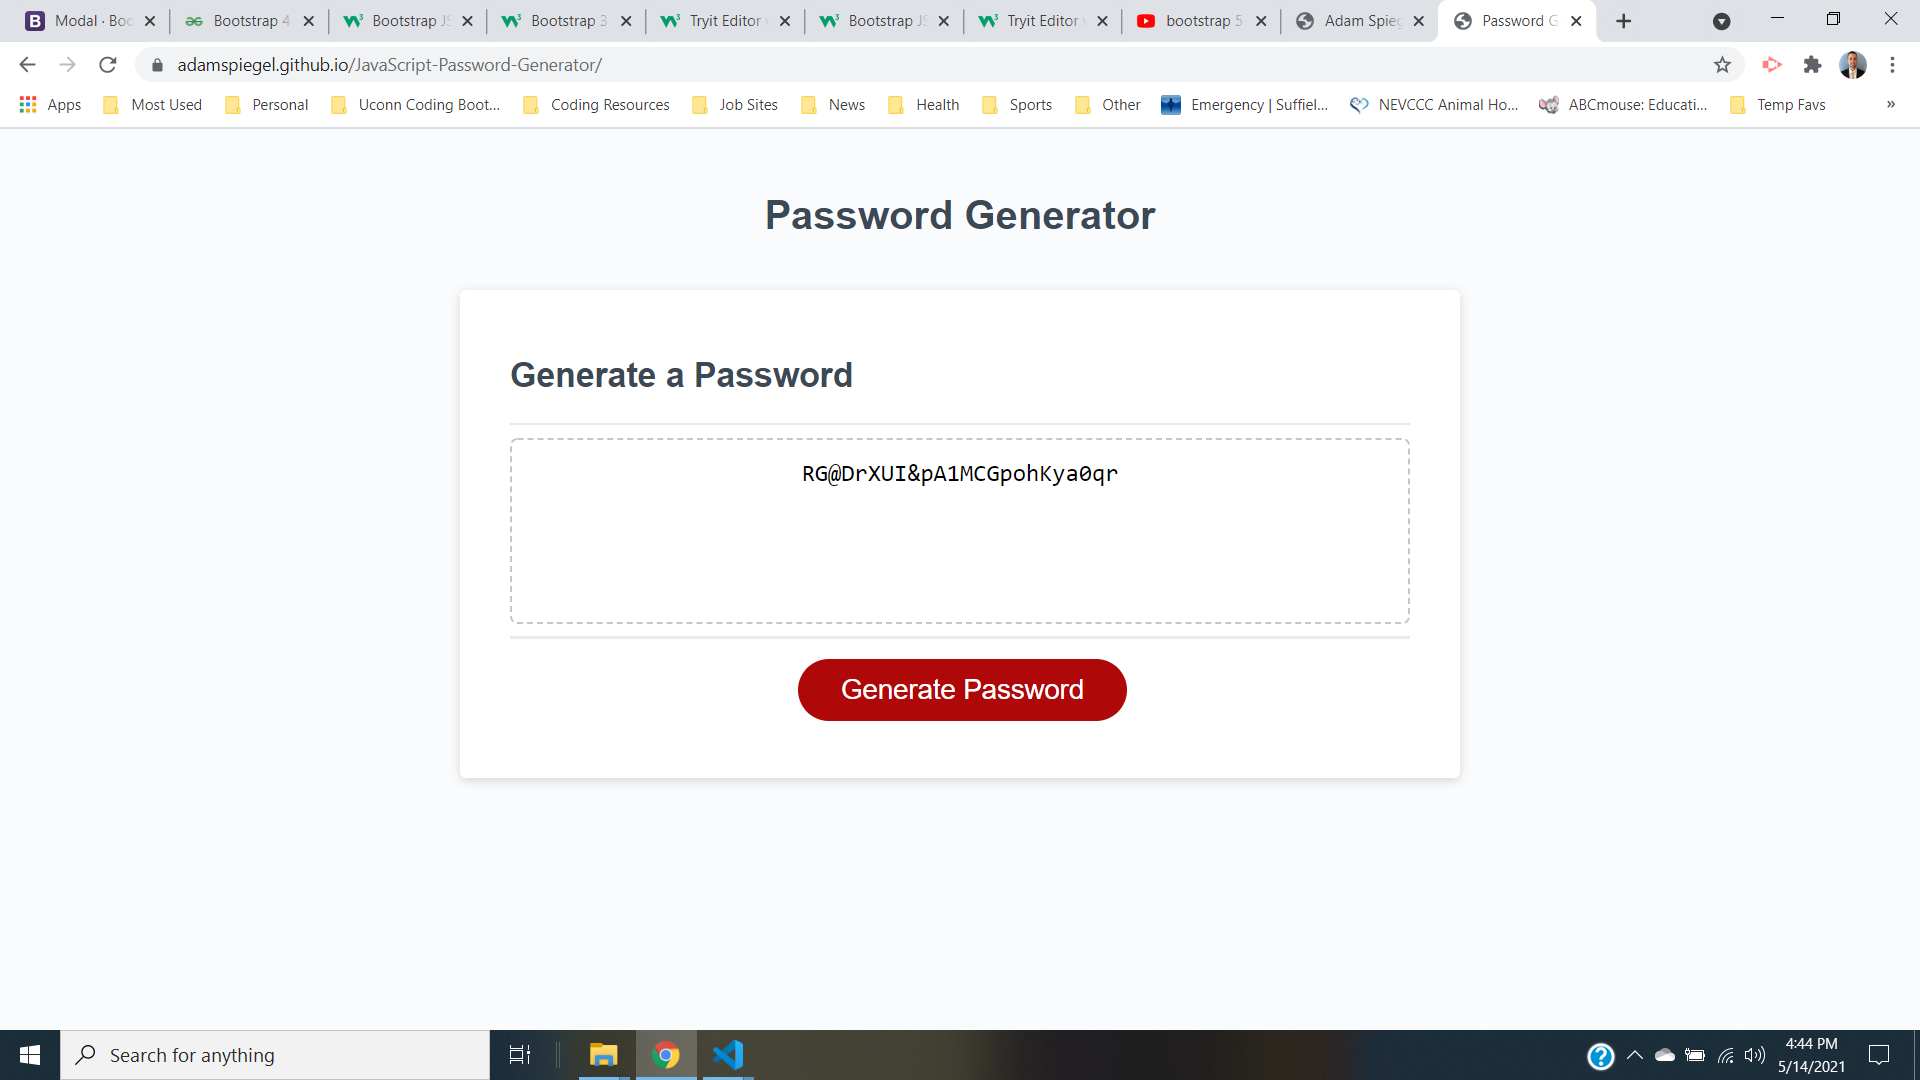 Modal · Boo
Bootstrap 4
Bootstrap JS
Bootstrap 3
Tryit Editor v
Bootstrap JS
Tryit Editor v
bootstrap 5
Adam Spieg
Password G
adamspiegel.github.io/JavaScript-Password-Generator/
Apps
Most Used
Personal
Uconn Coding Boot...
Coding Resources
Job Sites
News
Health
Sports
Other
Emergency | Suffiel...
NEVCCC Animal Ho...
ABCmouse: Educati...
Temp Favs
»
Password Generator
Generate a Password
RG@DrXUI&pA1MCGpohKya0qr
Generate Password
Search for anything
4:44 PM
5/14/2021